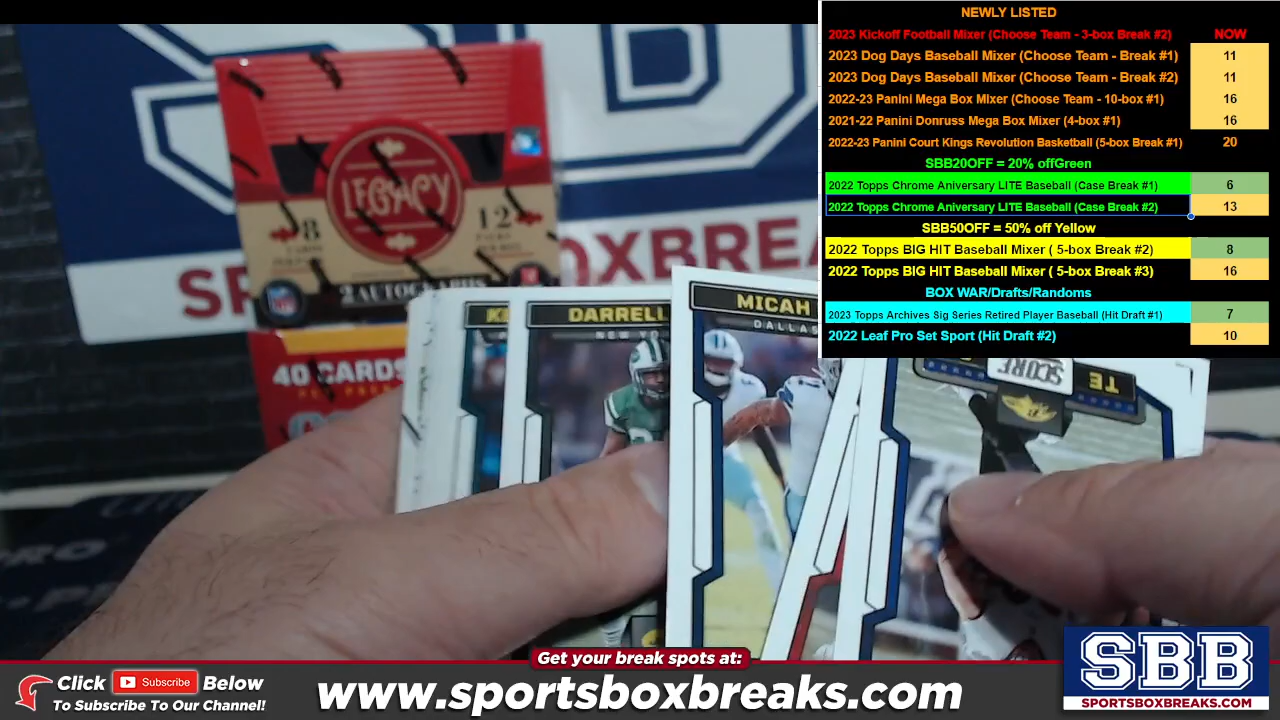 NEWLY LISTED
2023 Kickoff Football Mixer (Choose Team - 3-box Break #2) NOW
2023 Dog Days Baseball Mixer (Choose Team - Break #1) 11
2023 Dog Days Baseball Mixer (Choose Team - Break #2) 11
2022-23 Panini Mega Box Mixer (Choose Team - 10-box #1) 16
2021-22 Panini Donruss Mega Box Mixer (4-box #1) 16
2022-23 Panini Court Kings Revolution Basketball (5-box Break #1) 20
SBB20OFF = 20% offGreen
2022 Topps Chrome Aniversary LITE Baseball (Case Break #1) 6
2022 Topps Chrome Aniversary LITE Baseball (Case Break #2) 13
SBB50OFF = 50% off Yellow
2022 Topps BIG HIT Baseball Mixer ( 5-box Break #2) 8
2022 Topps BIG HIT Baseball Mixer ( 5-box Break #3) 16
BOX WAR/Drafts/Randoms
2023 Topps Archives Sig Series Retired Player Baseball (Hit Draft #1) 7
2022 Leaf Pro Set Sport (Hit Draft #2) 10
LEGACY
8 12
2 AUTOGRAPHS
40 CARDS
DARRELL
MICAH
DALLAS
SCORE
TE
Get your break spots at:
Click Subscribe Below
To Subscribe To Our Channel!
www.sportsboxbreaks.com
SBB
SPORTSBOXBREAKS.COM